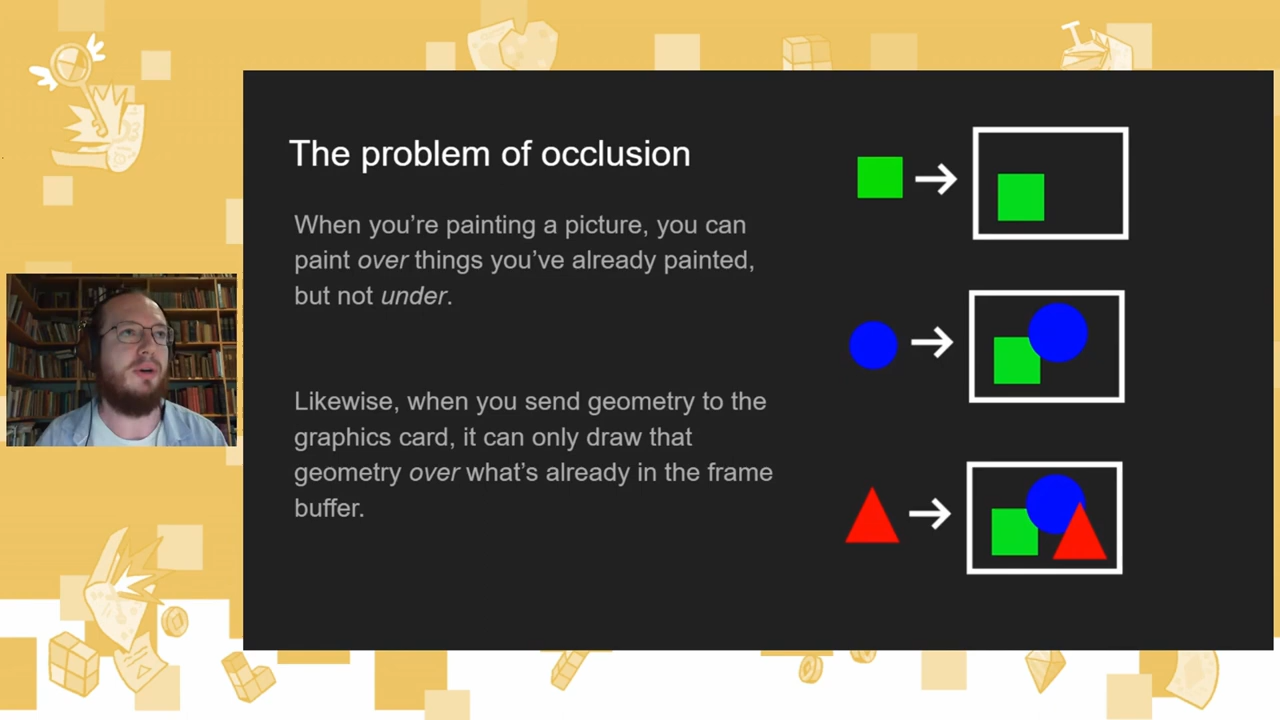 The problem of occlusion
When you’re painting a picture, you can
paint over things you’ve already painted,
but not under.
Likewise, when you send geometry to the
graphics card, it can only draw that
geometry over what’s already in the frame
buffer.